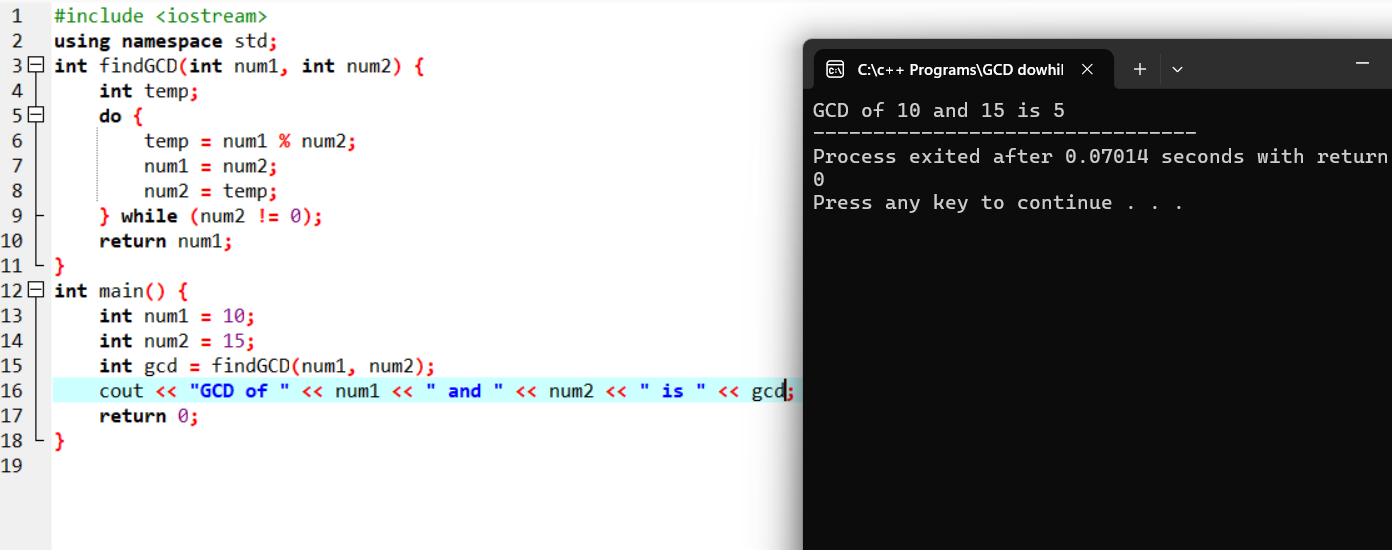 1 #include <iostream>
2 using namespace std;
3 int findGCD(int num1, int num2) {
4 int temp;
5 do {
6 temp = num1 % num2;
7 num1 = num2;
8 num2 = temp;
9 } while (num2 != 0);
10 return num1;
11 }
12 int main() {
13 int num1 = 10;
14 int num2 = 15;
15 int gcd = findGCD(num1, num2);
16 cout << "GCD of " << num1 << " and " << num2 << " is " << gcd;
17 return 0;
18 }
19
C:\c++ Programs\GCD dowhil
GCD of 10 and 15 is 5
--------------------------------
Process exited after 0.07014 seconds with return
0
Press any key to continue . . .